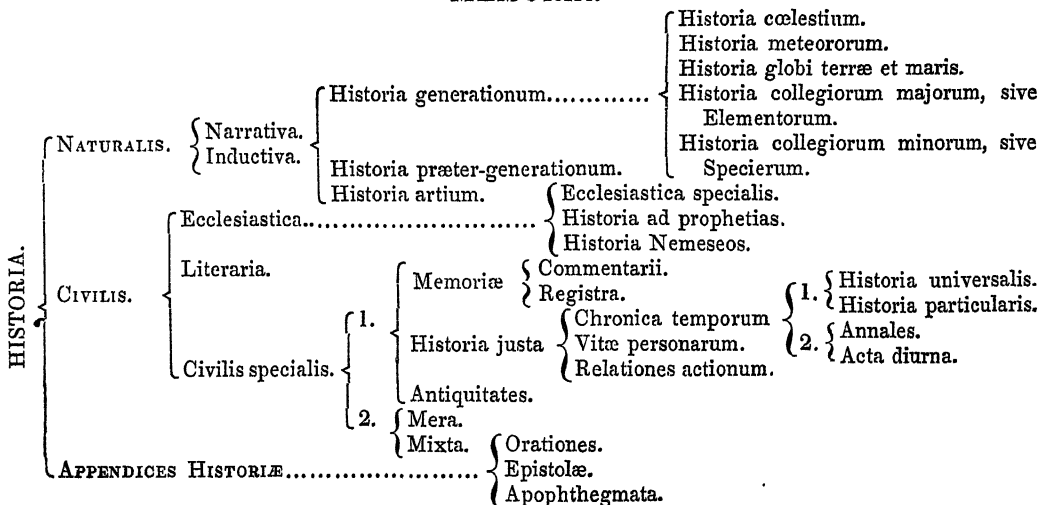 Historia cœlestium.
Historia meteororum.
Historia globi terræ et maris.
Historia generationum.............
Historia collegiorum majorum, sive
Elementorum.
Historia collegiorum minorum, sive
Specierum.
NATURALIS.
Narrativa.
Inductiva.
Historia præter-generationum.
Historia artium.
Ecclesiastica................................
Ecclesiastica specialis.
Historia ad prophetias.
Historia Nemeseos.
HISTORIA.
CIVILIS.
Literaria.
Civilis specialis.
1.
Memoriæ
Commentarii.
Registra.
Historia justa
Chronica temporum
Vitæ personarum.
Relationes actionum.
1.
Historia universalis.
Historia particularis.
2.
Annales.
Acta diurna.
Antiquitates.
2.
Mera.
Mixta.
APPENDICES HISTORIÆ.........................
Orationes.
Epistolæ.
Apophthegmata.